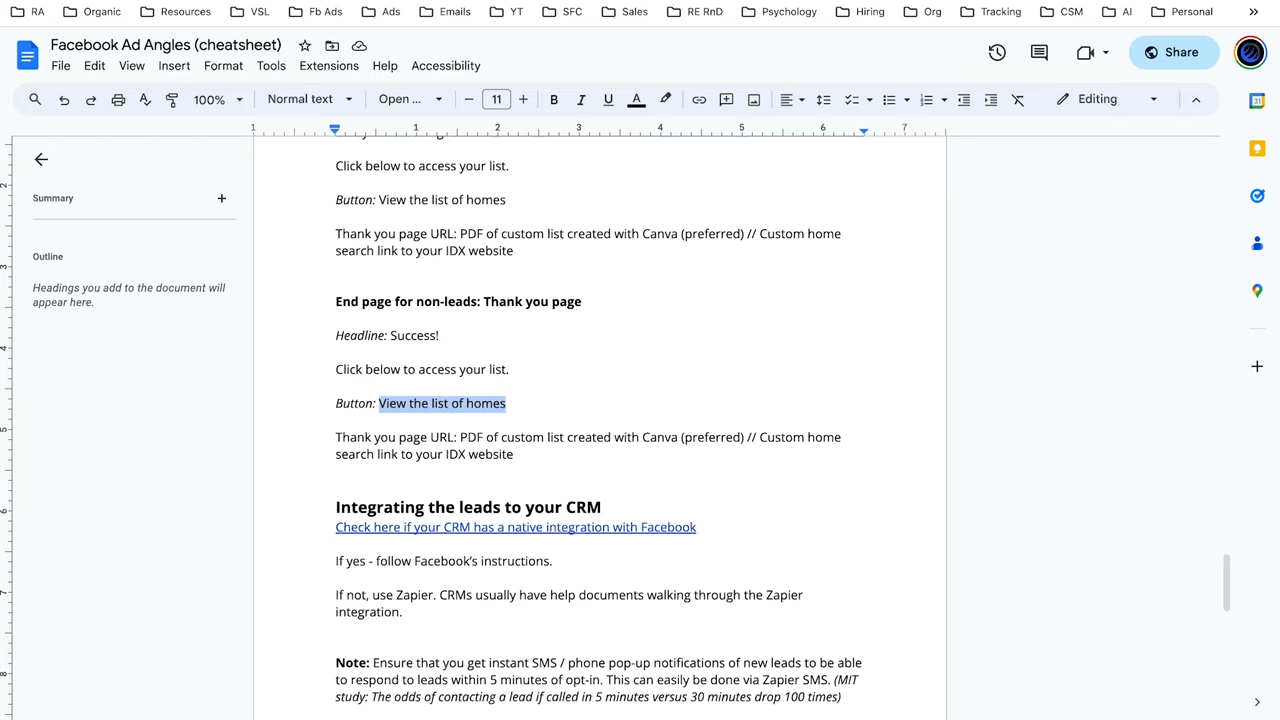 RA Organic Resources VSL Fb Ads Ads Emails YT SFC Sales RE RnD Psychology Hiring Org Tracking CSM AI Personal »
Facebook Ad Angles (cheatsheet)
File Edit View Insert Format Tools Extensions Help Accessibility
Share
100% Normal text Open ... 11 B I U A Editing
1 1 2 3 4 5 6 7
Summary
Outline
Headings you add to the document will
appear here.
Click below to access your list.
Button: View the list of homes
Thank you page URL: PDF of custom list created with Canva (preferred) // Custom home
search link to your IDX website
End page for non-leads: Thank you page
Headline: Success!
Click below to access your list.
Button: View the list of homes
Thank you page URL: PDF of custom list created with Canva (preferred) // Custom home
search link to your IDX website
Integrating the leads to your CRM
Check here if your CRM has a native integration with Facebook
If yes - follow Facebook's instructions.
If not, use Zapier. CRMs usually have help documents walking through the Zapier
integration.
Note: Ensure that you get instant SMS / phone pop-up notifications of new leads to be able
to respond to leads within 5 minutes of opt-in. This can easily be done via Zapier SMS. (MIT
study: The odds of contacting a lead if called in 5 minutes versus 30 minutes drop 100 times)
2
3
4
5
6
7
8
31